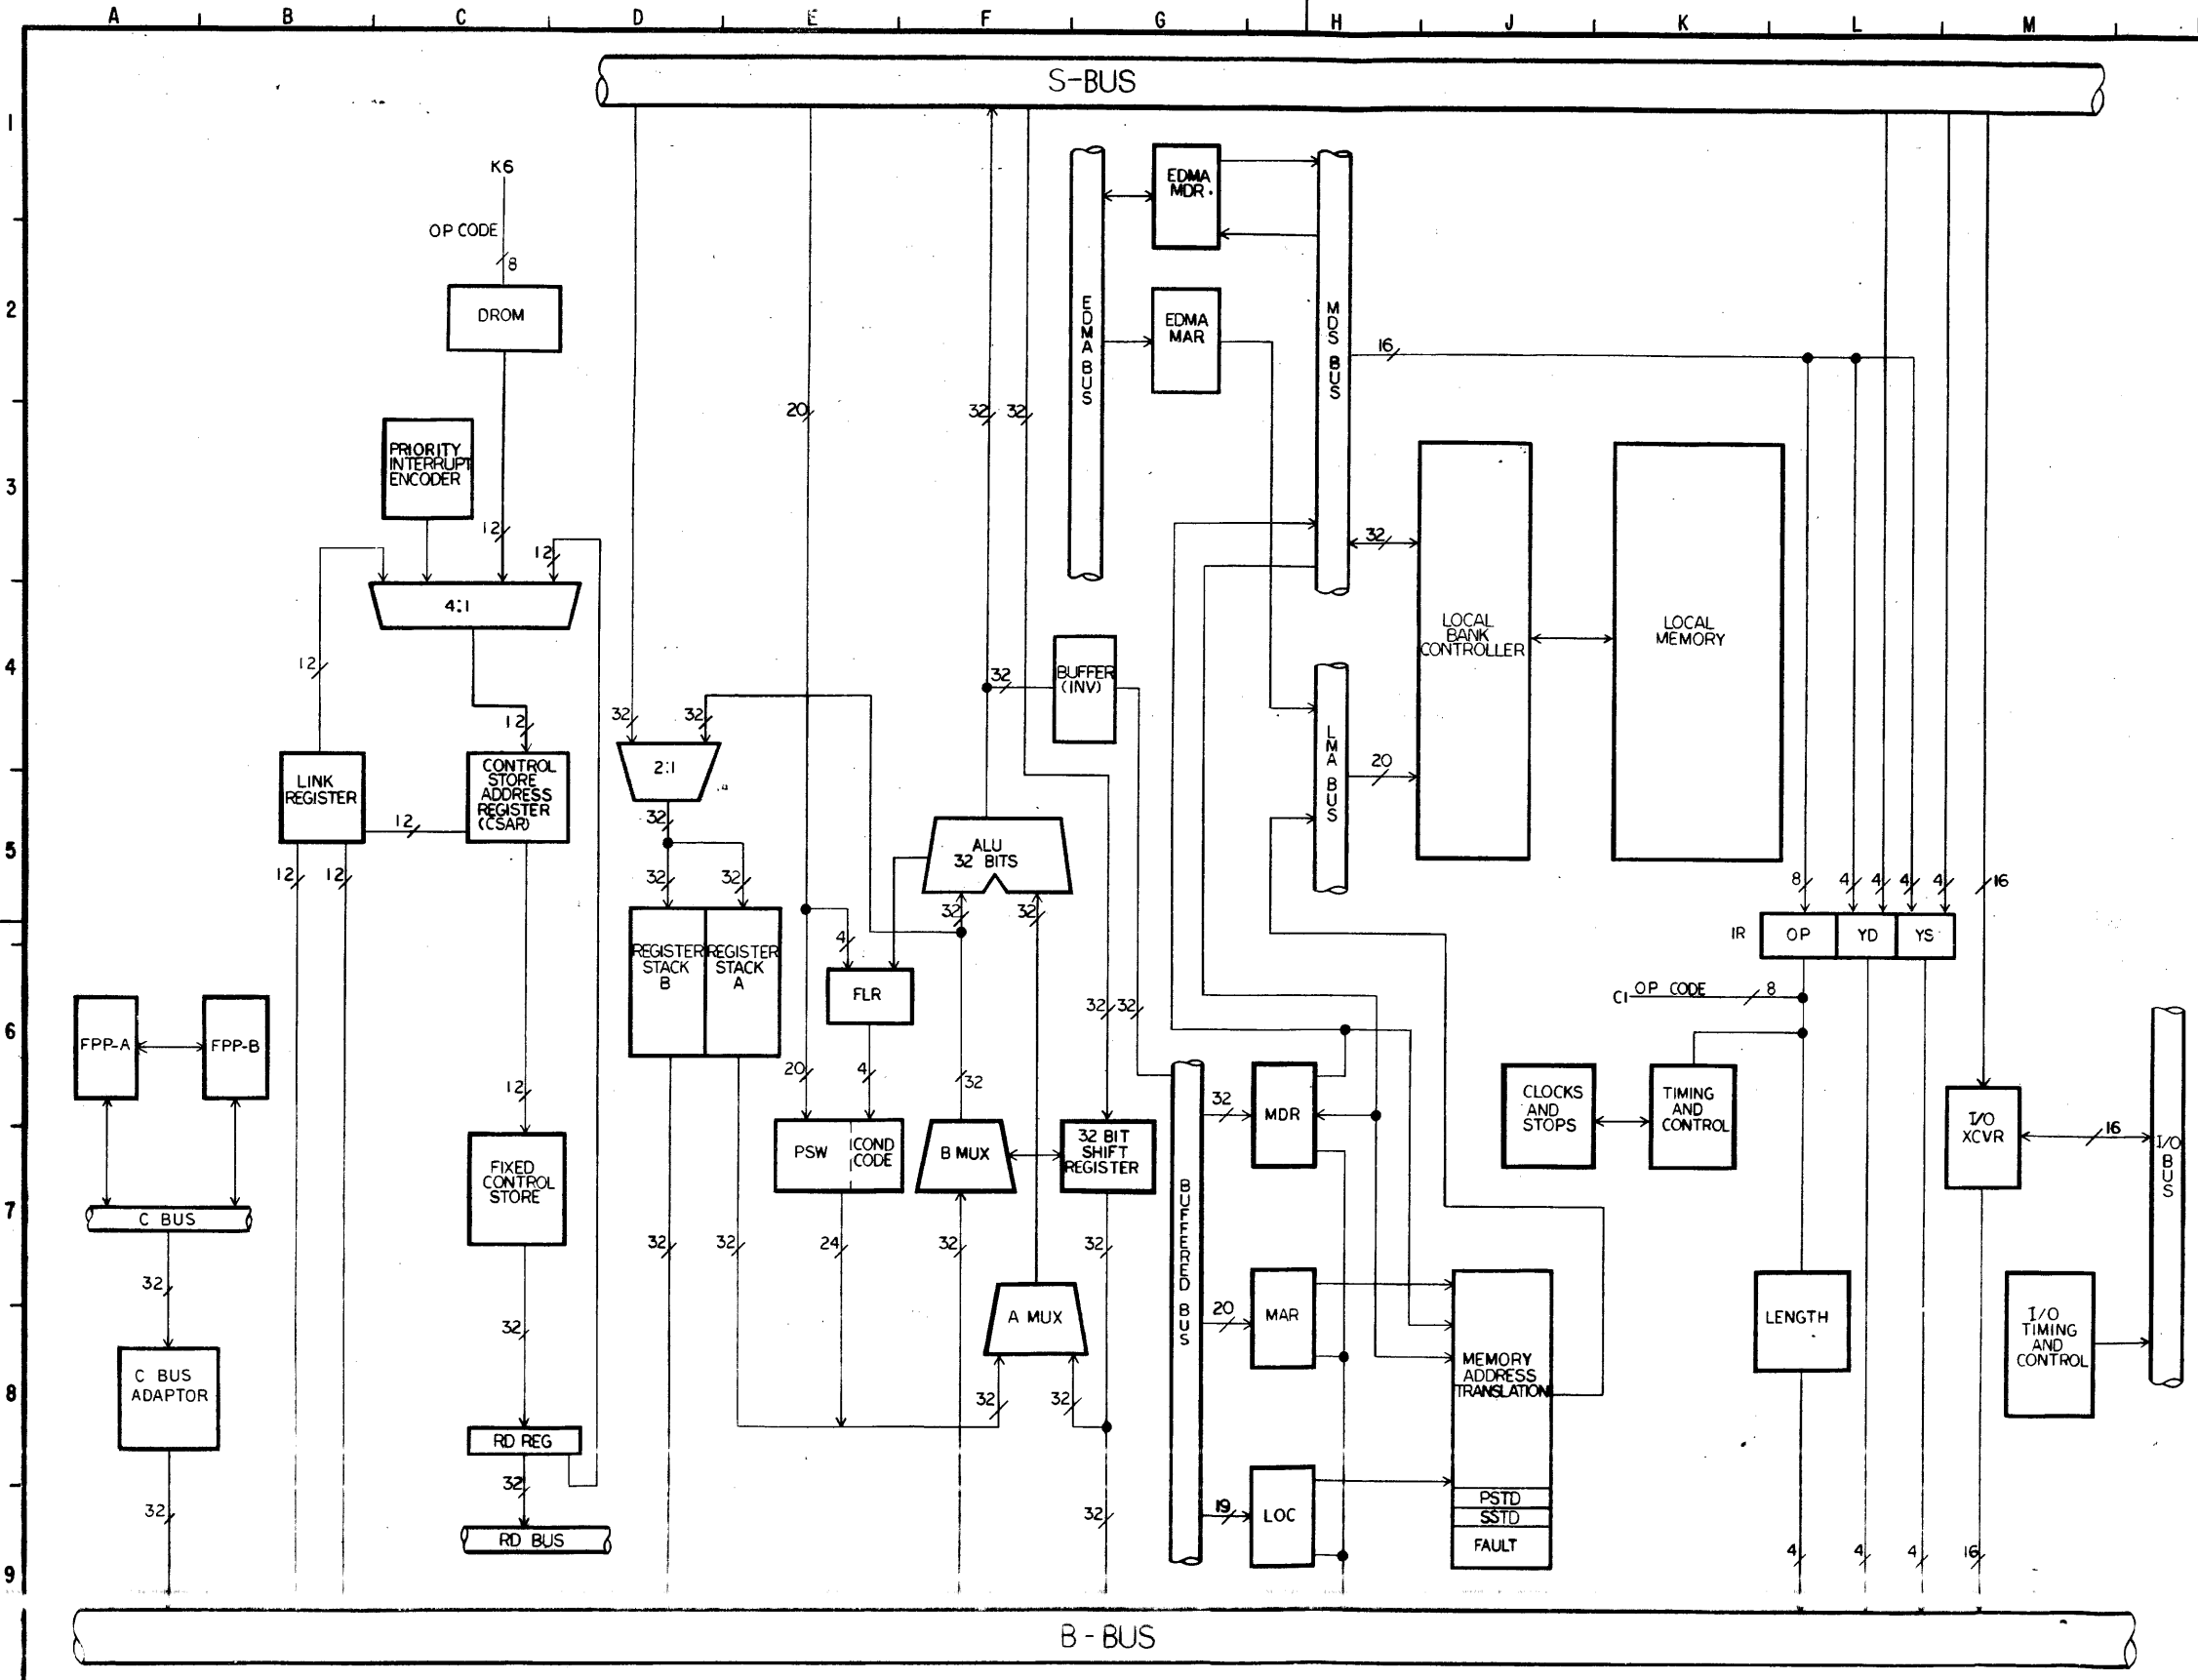 A B C D E F G H J K L M
S-BUS
1
K6
OP CODE
8
DROM
EDMA
MDR
EDMA BUS
EDMA
MAR
MDS BUS
16
2
20
32
32
PRIORITY
INTERRUPT
ENCODER
3
12
12
32
4:1
LOCAL
BANK
CONTROLLER
LOCAL
MEMORY
4
12
BUFFER
(INV)
32
32
32
12
LINK
REGISTER
CONTROL
STORE
ADDRESS
REGISTER
(CSAR)
2:1
LMA BUS
20
12
32
ALU
32 BITS
5
12
12
32
32
32
32
8
4
4
4
4
16
IR
OP
YD
YS
REGISTER
STACK
B
REGISTER
STACK
A
4
FLR
C1
OP CODE
8
32
32
6
FPP-A
FPP-B
12
20
4
32
32
MDR
CLOCKS
AND
STOPS
TIMING
AND
CONTROL
I/O
XCVR
16
I/O BUS
PSW
COND
CODE
B MUX
32 BIT
SHIFT
REGISTER
FIXED
CONTROL
STORE
BUFFERED BUS
7
C BUS
32
32
24
32
32
32
A MUX
20
MAR
LENGTH
I/O
TIMING
AND
CONTROL
32
C BUS
ADAPTOR
MEMORY
ADDRESS
TRANSLATION
8
32
32
RD REG
32
RD BUS
32
32
19
LOC
PSTD
SSTD
FAULT
9
4
4
4
16
B-BUS